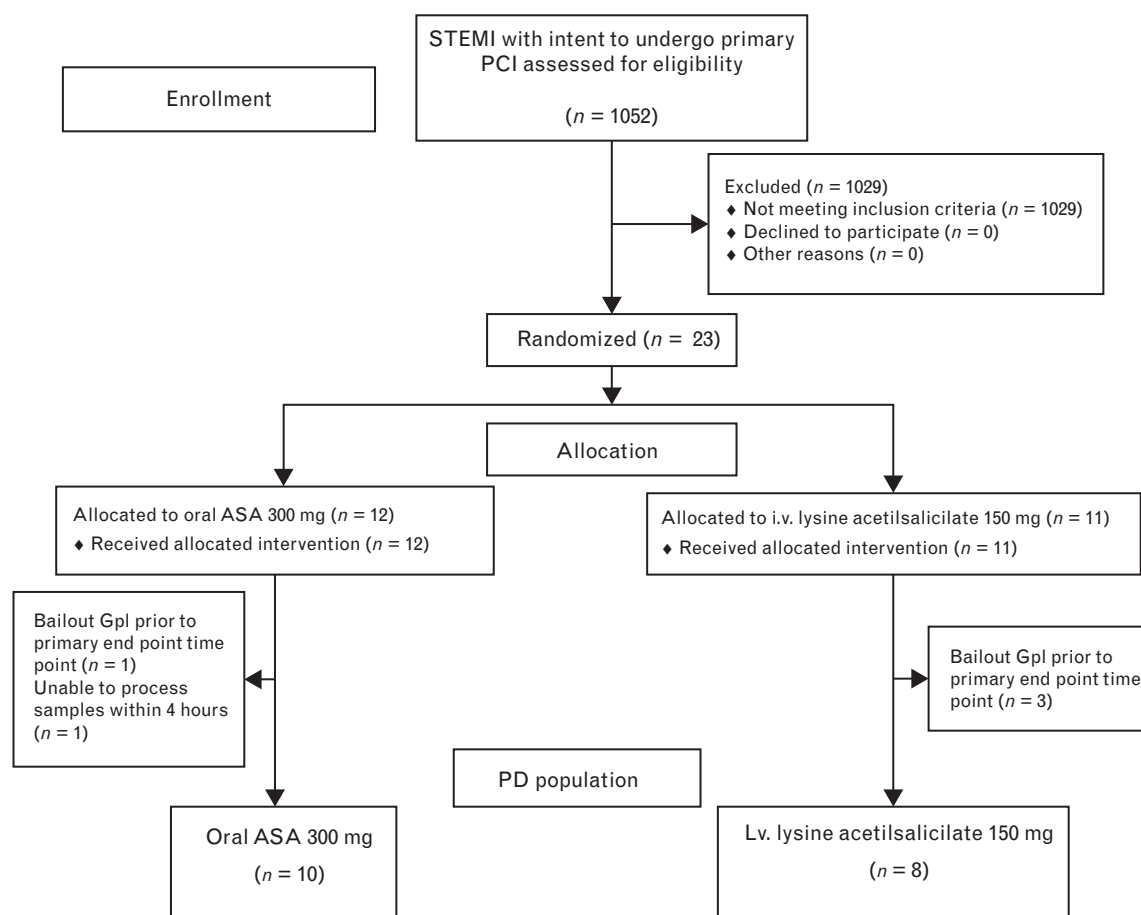 STEMI with intent to undergo primary
PCI assessed for eligibility
(n = 1052)
Enrollment
Excluded (n = 1029)
♦ Not meeting inclusion criteria (n = 1029)
♦ Declined to participate (n = 0)
♦ Other reasons (n = 0)
Randomized (n = 23)
Allocation
Allocated to oral ASA 300 mg (n = 12)
♦ Received allocated intervention (n = 12)
Allocated to i.v. lysine acetilsalicilate 150 mg (n = 11)
♦ Received allocated intervention (n = 11)
Bailout Gpl prior to
primary end point time
point (n = 1)
Unable to process
samples within 4 hours
(n = 1)
Bailout Gpl prior to
primary end point time
point (n = 3)
PD population
Oral ASA 300 mg
(n = 10)
Lv. lysine acetilsalicilate 150 mg
(n = 8)